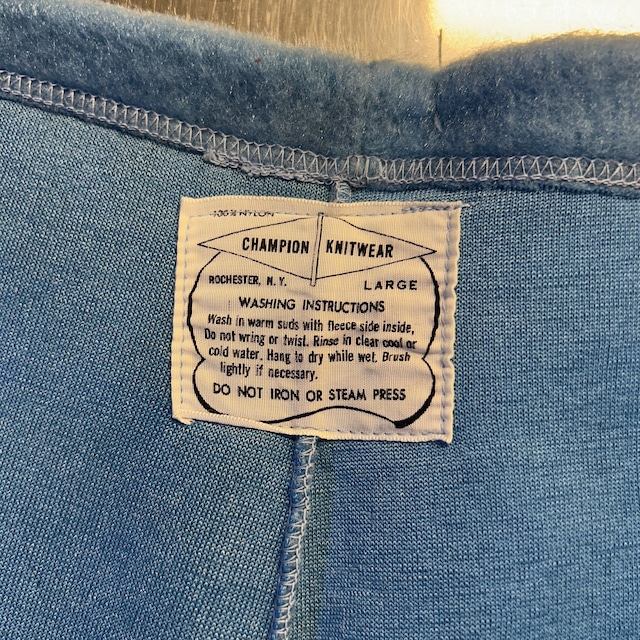 100% NYLON
CHAMPION KNITWEAR
ROCHESTER, N.Y. LARGE
WASHING INSTRUCTIONS
Wash in warm suds with fleece side inside,
Do not wring or twist. Rinse in clear cool or
cold water. Hang to dry while wet. Brush
lightly if necessary.
DO NOT IRON OR STEAM PRESS